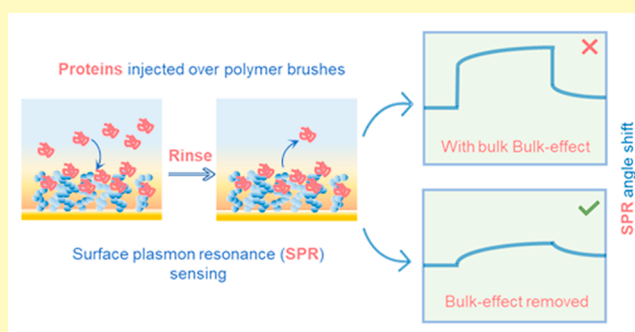 Proteins injected over polymer brushes
Rinse
Surface plasmon resonance (SPR)
sensing
With bulk Bulk-effect
Bulk-effect removed
SPR angle shift